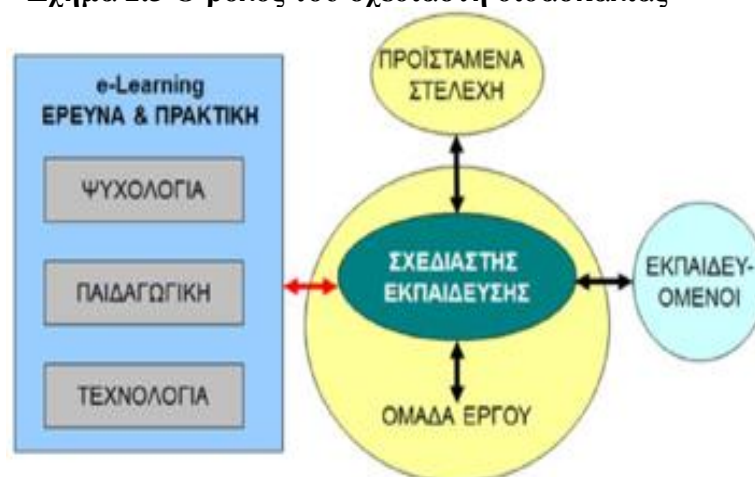 e-Learning
ΕΡΕΥΝΑ & ΠΡΑΚΤΙΚΗ
ΨΥΧΟΛΟΓΙΑ
ΠΑΙΔΑΓΩΓΙΚΗ
ΤΕΧΝΟΛΟΓΙΑ
ΠΡΟΪΣΤΑΜΕΝΑ
ΣΤΕΛΕΧΗ
ΣΧΕΔΙΑΣΤΗΣ
ΕΚΠΑΙΔΕΥΣΗΣ
ΟΜΑΔΑ ΕΡΓΟΥ
ΕΚΠΑΙΔΕΥ-
ΟΜΕΝΟΙ